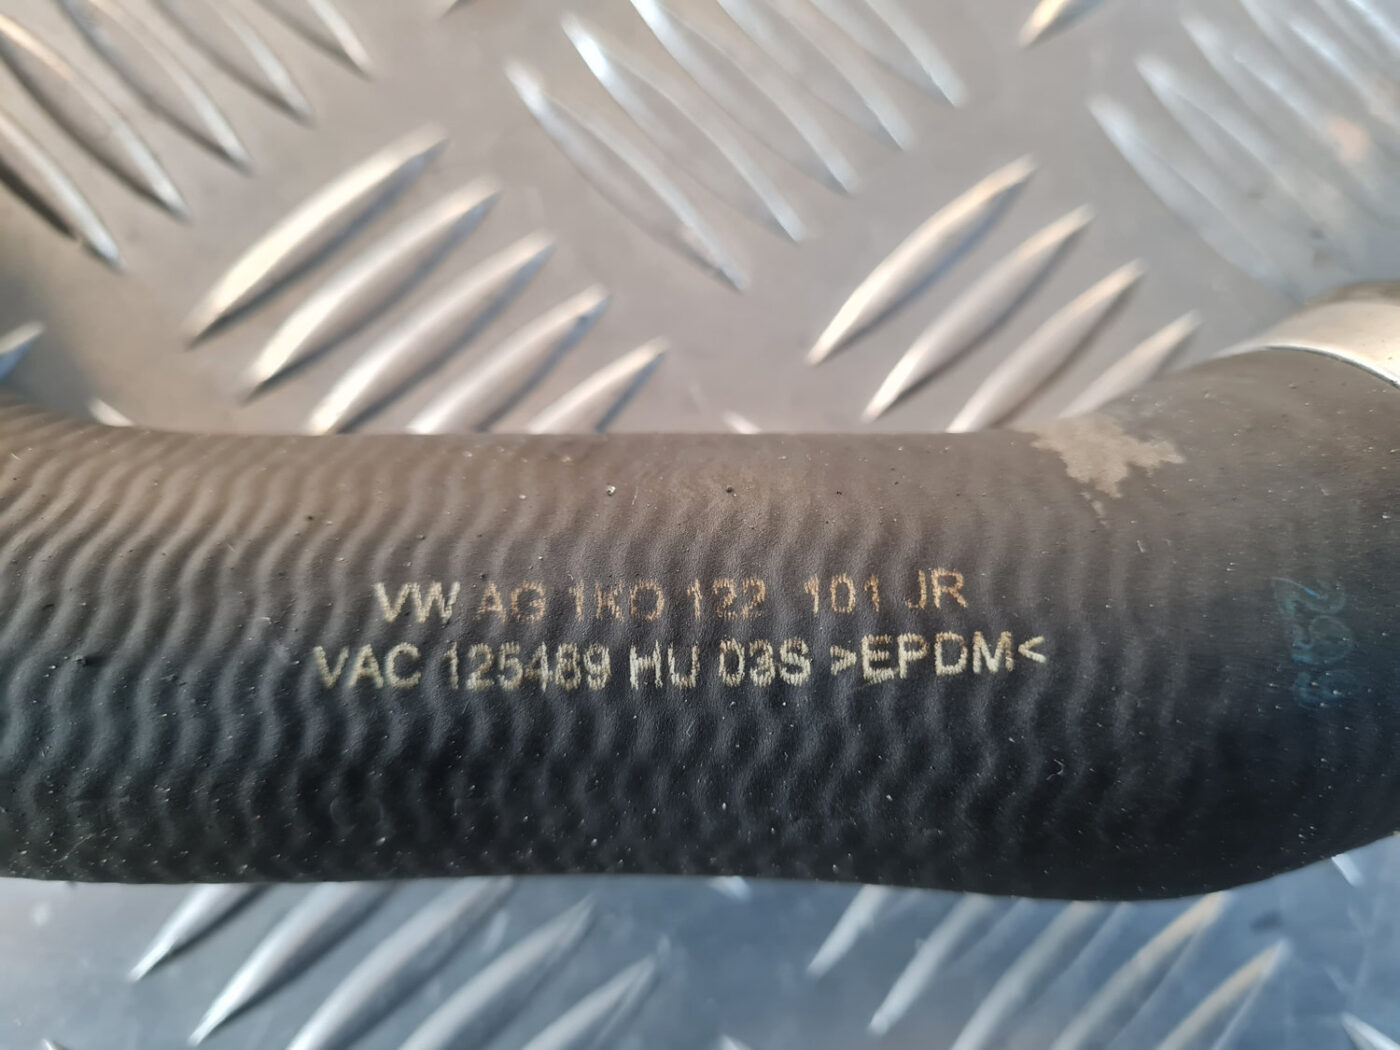 VW AG 1K0 122 101 JR
VAC 125489 HU 03S >EPDM<